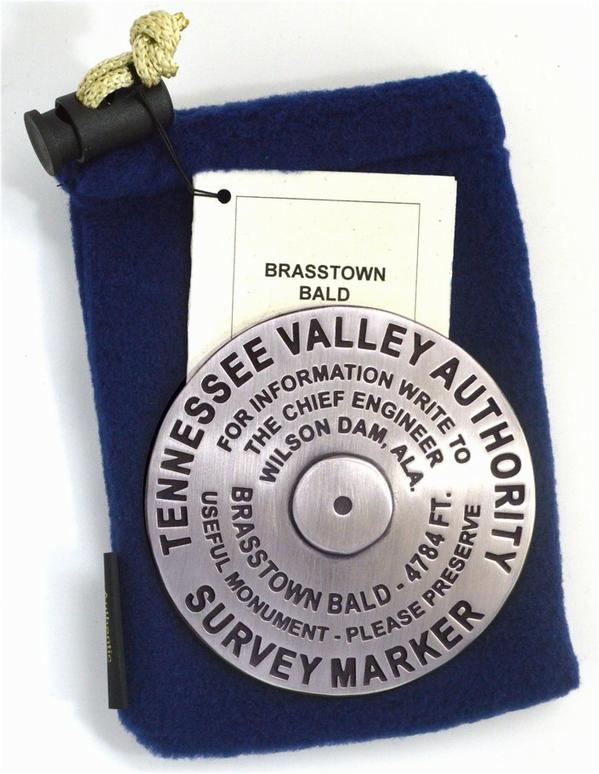 BRASSTOWN
BALD
TENNESSEE VALLEY AUTHORITY
FOR INFORMATION WRITE TO
THE CHIEF ENGINEER
WILSON DAM, ALA.
BRASSTOWN BALD - 4784 FT.
USEFUL MONUMENT - PLEASE PRESERVE
SURVEY MARKER
Authentic